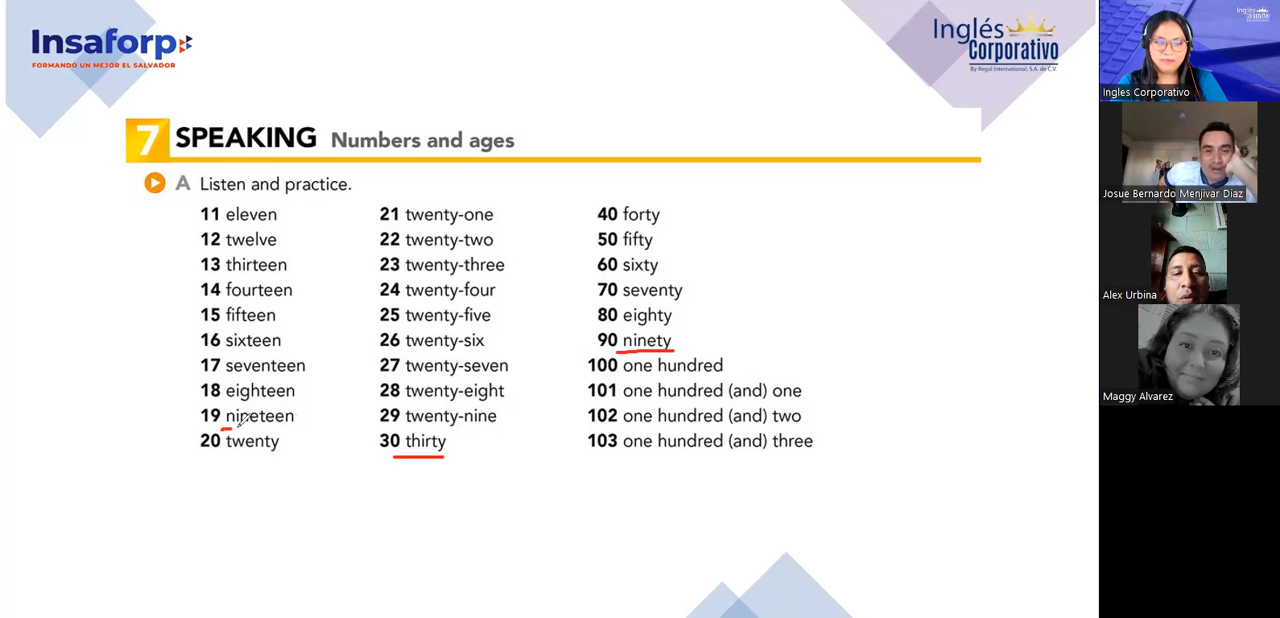 Insaforp
FORMANDO UN MEJOR EL SALVADOR
Inglés
Corporativo
By Regal International, S.A. de C.V.
7 SPEAKING Numbers and ages
A Listen and practice.
11 eleven
12 twelve
13 thirteen
14 fourteen
15 fifteen
16 sixteen
17 seventeen
18 eighteen
19 nineteen
20 twenty
21 twenty-one
22 twenty-two
23 twenty-three
24 twenty-four
25 twenty-five
26 twenty-six
27 twenty-seven
28 twenty-eight
29 twenty-nine
30 thirty
40 forty
50 fifty
60 sixty
70 seventy
80 eighty
90 ninety
100 one hundred
101 one hundred (and) one
102 one hundred (and) two
103 one hundred (and) three
Inglés
Corporativo
Ingles Corporativo
Josue Bernardo Menjivar Diaz
Alex Urbina
Maggy Alvarez